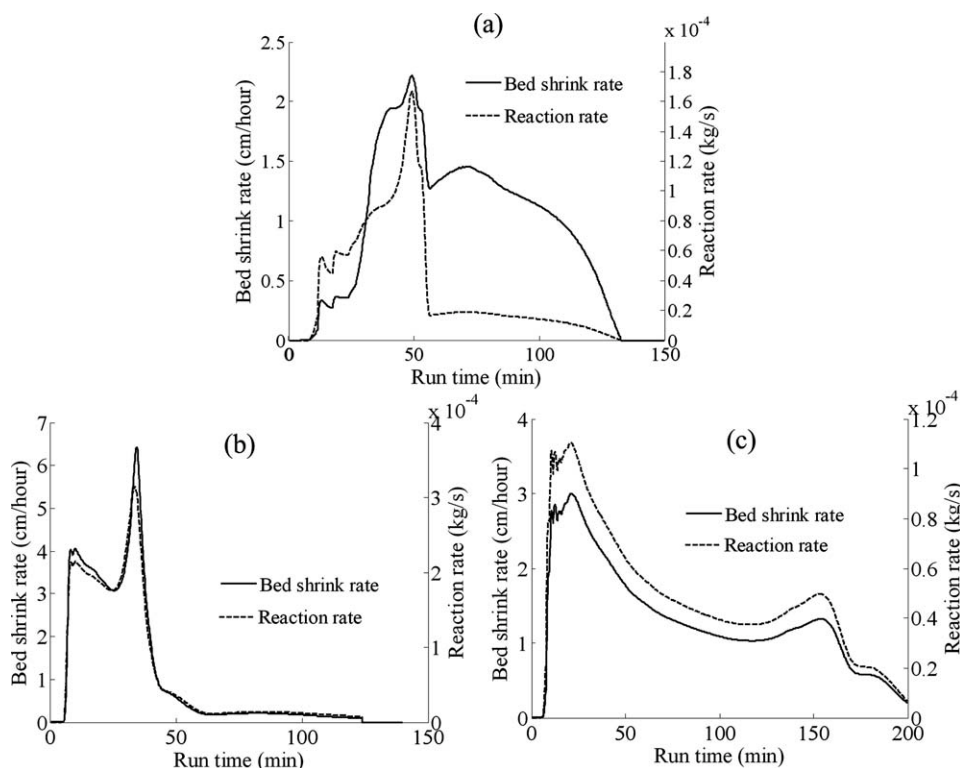 (a)
x 10⁻⁴
2.5
2
1.5
1
0.5
0
Bed shrink rate (cm/hour)
Bed shrink rate
Reaction rate
1.8
1.6
1.4
1.2
1
0.8
0.6
0.4
0.2
0
Reaction rate (kg/s)
0 50 100 150
Run time (min)
(b)
x 10⁻⁴
7
6
5
4
3
2
1
0
Bed shrink rate (cm/hour)
Bed shrink rate
Reaction rate
4
3
2
1
0
Reaction rate (kg/s)
0 50 100 150
Run time (min)
(c)
x 10⁻⁴
4
3
2
1
0
Bed shrink rate (cm/hour)
Bed shrink rate
Reaction rate
1.2
1
0.8
0.6
0.4
0.2
0
Reaction rate (kg/s)
0 50 100 150 200
Run time (min)